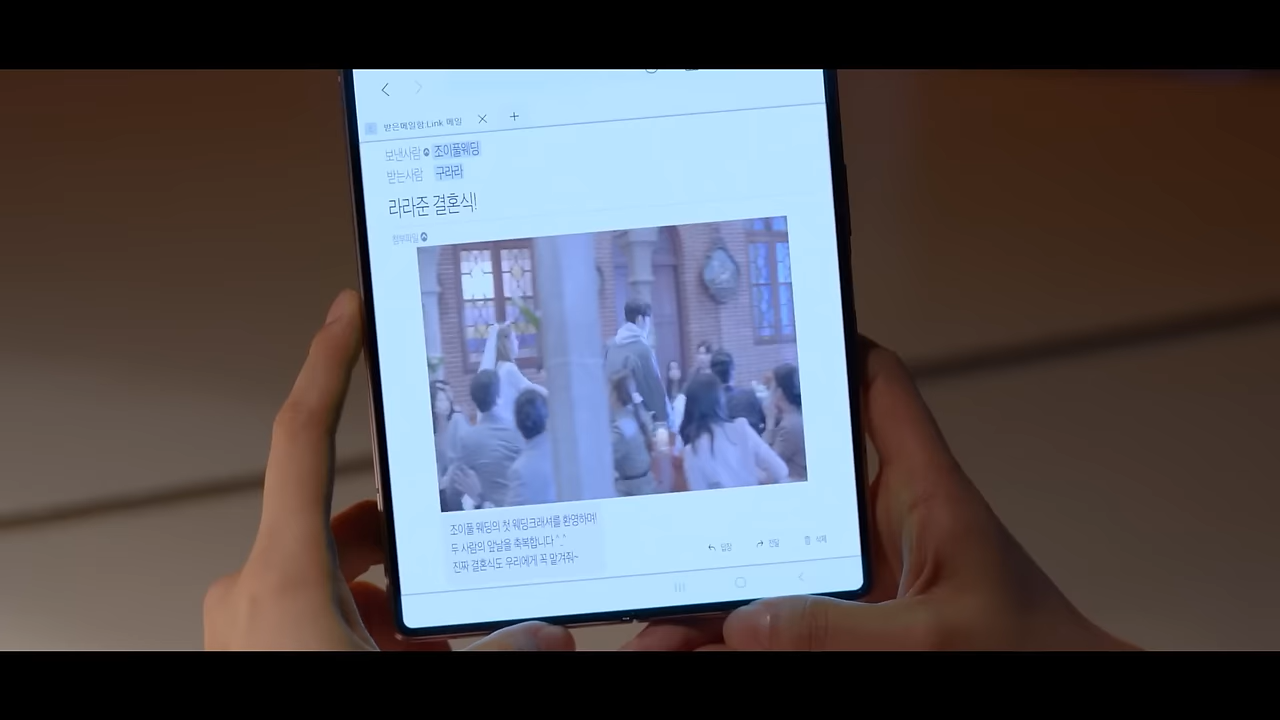 받은메일함:Link 메일
보낸사람 조이풀웨딩
받는사람 구라라
라라준 결혼식!
첨부파일
조이풀 웨딩의 첫 웨딩크래셔를 환영하며!
두 사람의 앞날을 축복합니다 ^_^
진짜 결혼식도 우리에게 꼭 맡겨줘~
답장
전달
삭제